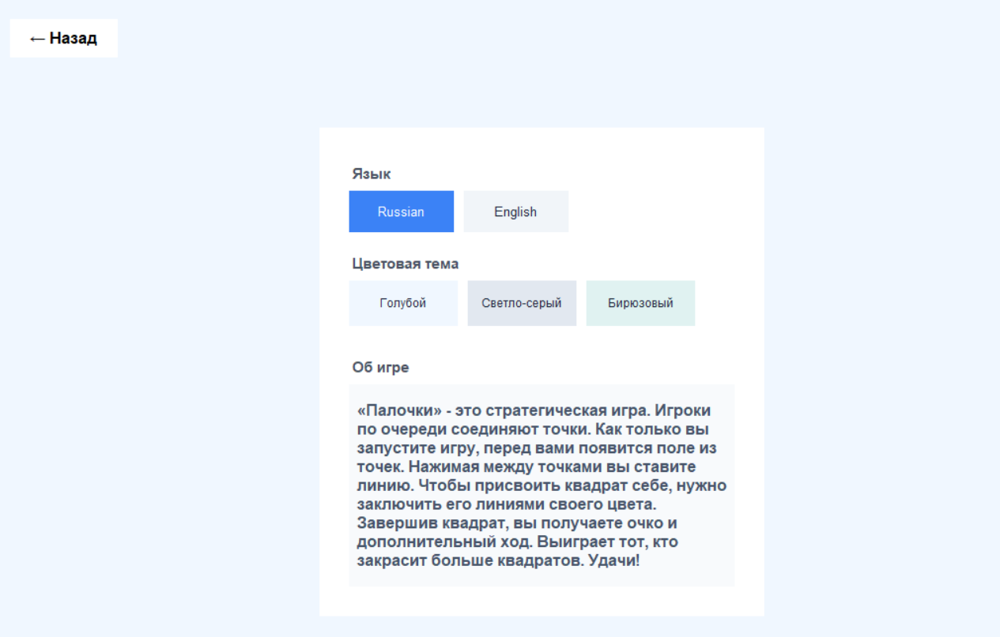 ← Назад
Язык
Russian English
Цветовая тема
Голубой Светло-серый Бирюзовый
Об игре
«Палочки» - это стратегическая игра. Игроки
по очереди соединяют точки. Как только вы
запустите игру, перед вами появится поле из
точек. Нажимая между точками вы ставите
линию. Чтобы присвоить квадрат себе, нужно
заключить его линиями своего цвета.
Завершив квадрат, вы получаете очко и
дополнительный ход. Выиграет тот, кто
закрасит больше квадратов. Удачи!